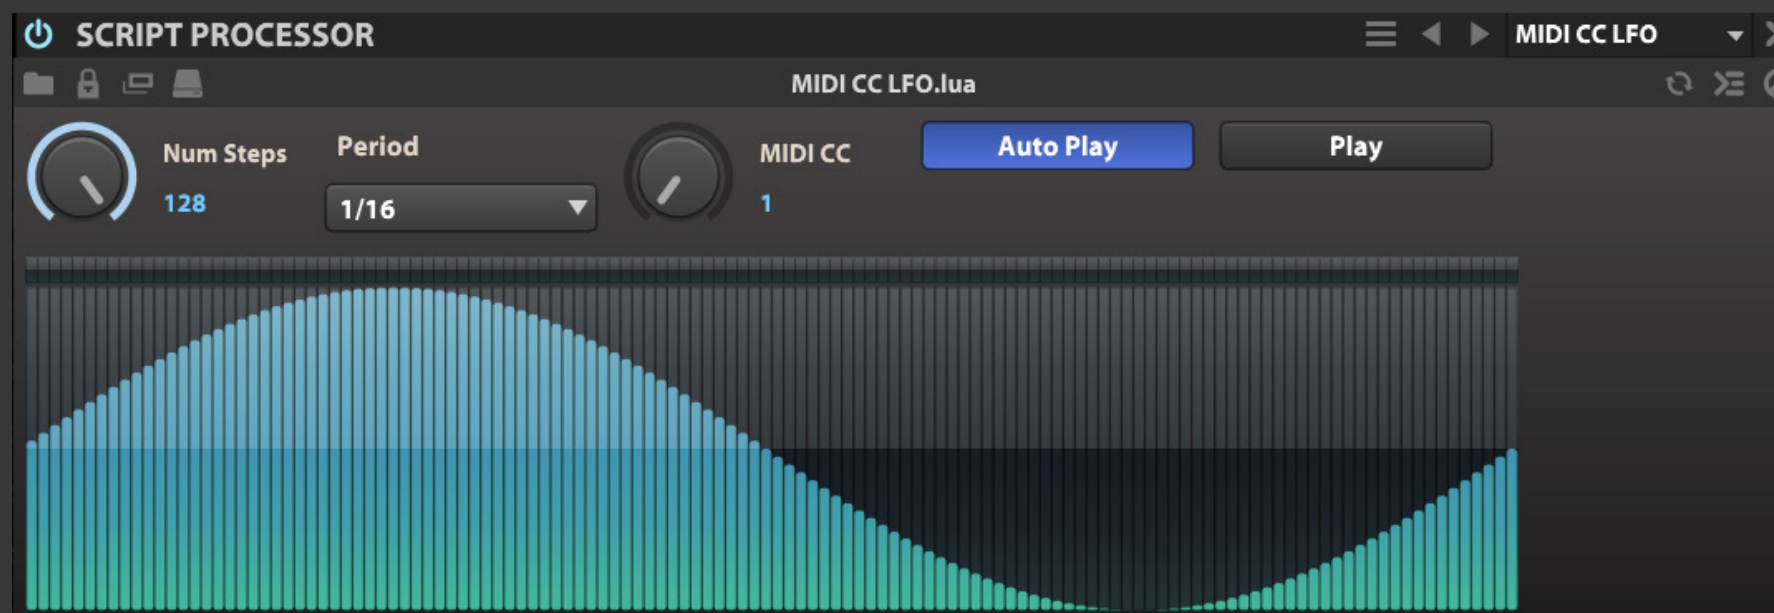 SCRIPT PROCESSOR
MIDI CC LFO
MIDI CC LFO.lua
Num Steps
128
Period
1/16
MIDI CC
1
Auto Play
Play